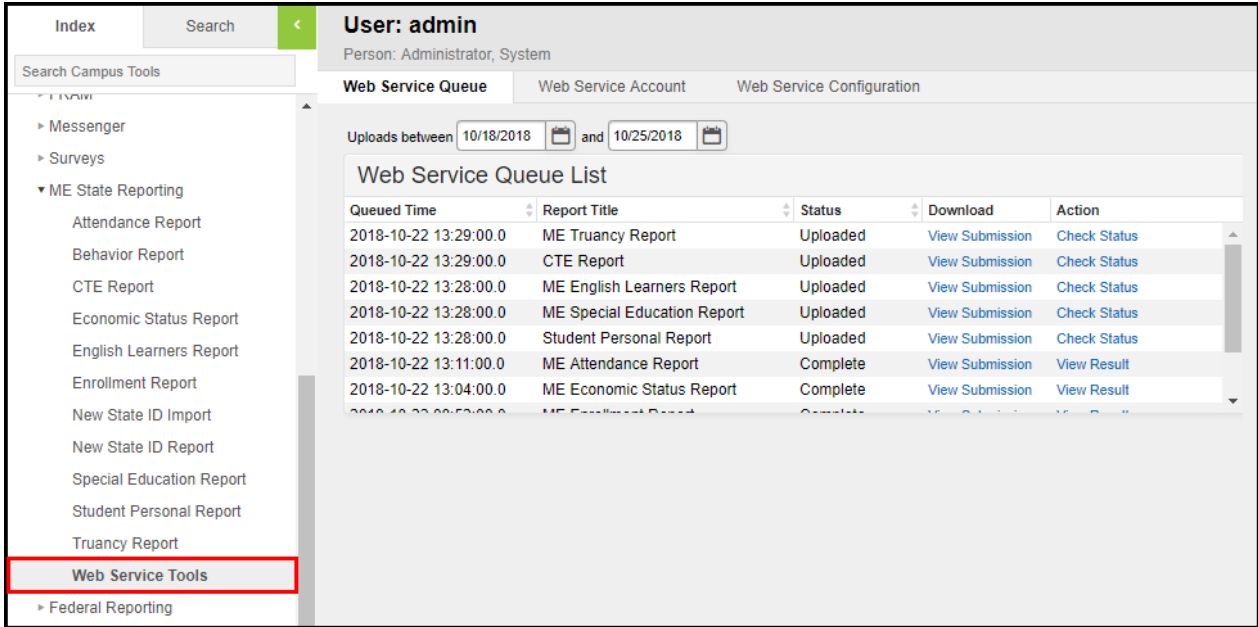 Index Search
Search Campus Tools
FRAM
Messenger
Surveys
ME State Reporting
Attendance Report
Behavior Report
CTE Report
Economic Status Report
English Learners Report
Enrollment Report
New State ID Import
New State ID Report
Special Education Report
Student Personal Report
Truancy Report
Web Service Tools
Federal Reporting
User: admin
Person: Administrator, System
Web Service Queue Web Service Account Web Service Configuration
Uploads between 10/18/2018 and 10/25/2018
Web Service Queue List
Queued Time Report Title Status Download Action
2018-10-22 13:29:00.0 ME Truancy Report Uploaded View Submission Check Status
2018-10-22 13:29:00.0 CTE Report Uploaded View Submission Check Status
2018-10-22 13:28:00.0 ME English Learners Report Uploaded View Submission Check Status
2018-10-22 13:28:00.0 ME Special Education Report Uploaded View Submission Check Status
2018-10-22 13:28:00.0 Student Personal Report Uploaded View Submission Check Status
2018-10-22 13:11:00.0 ME Attendance Report Complete View Submission View Result
2018-10-22 13:04:00.0 ME Economic Status Report Complete View Submission View Result
ME Enrollment Report Complete View Submission View Result